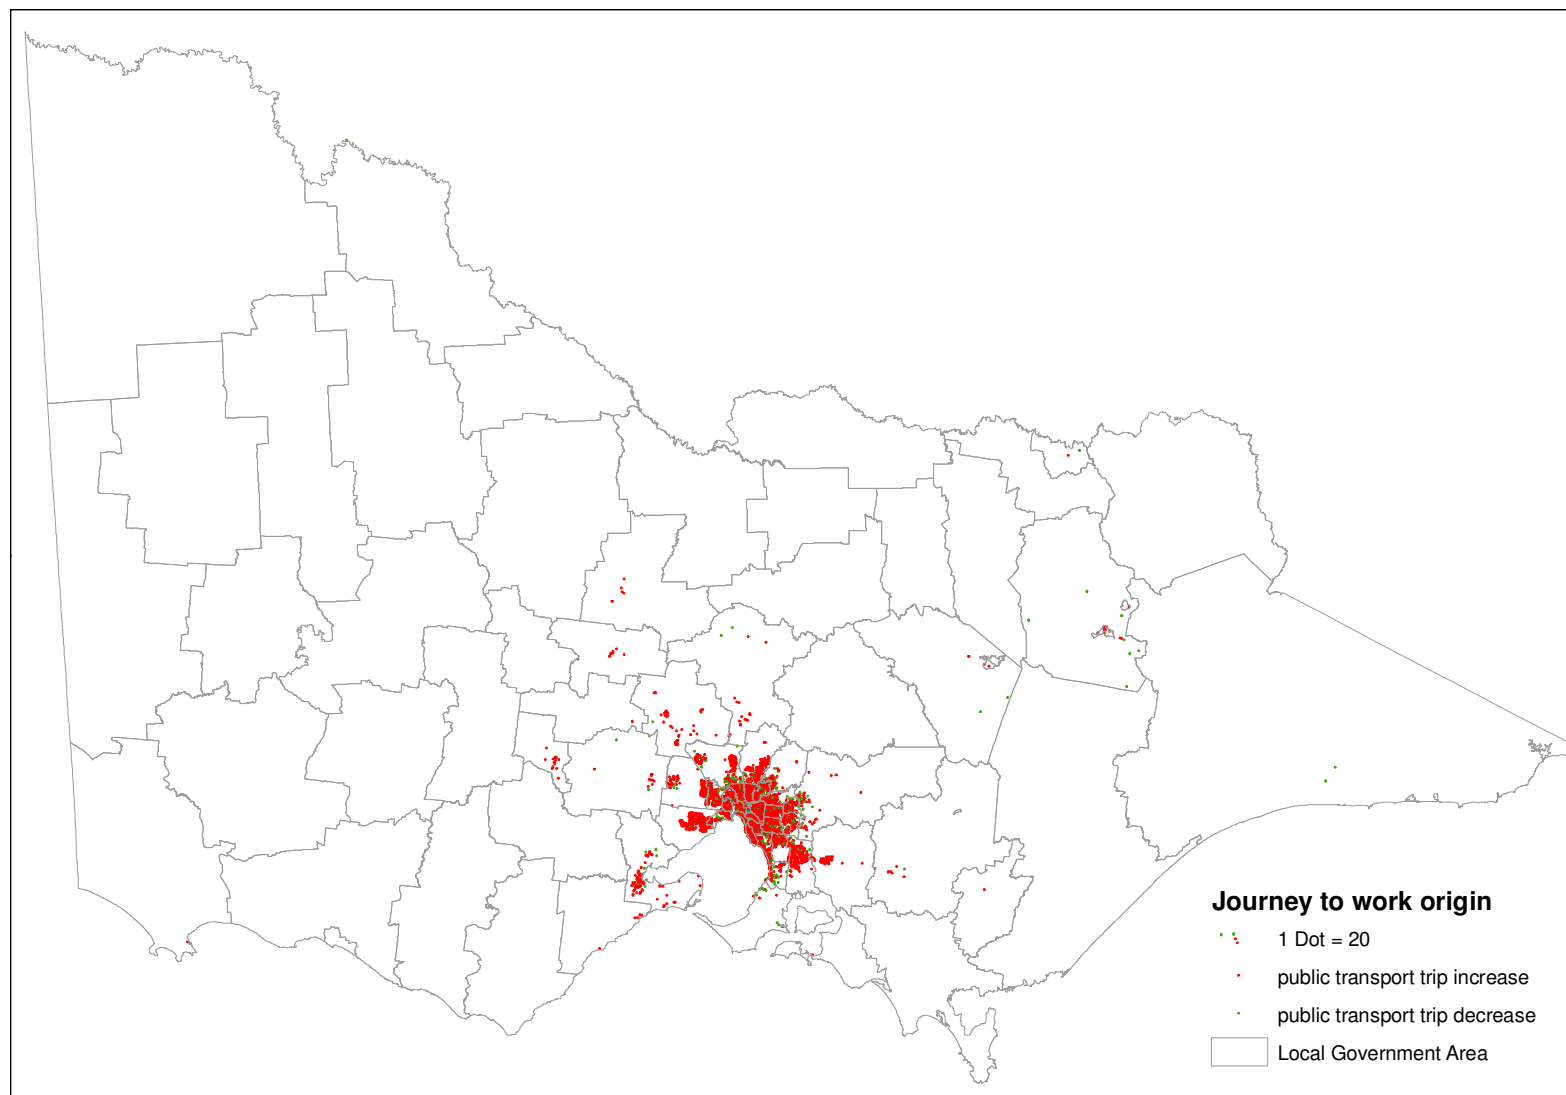 Journey to work origin
1 Dot = 20
public transport trip increase
public transport trip decrease
Local Government Area